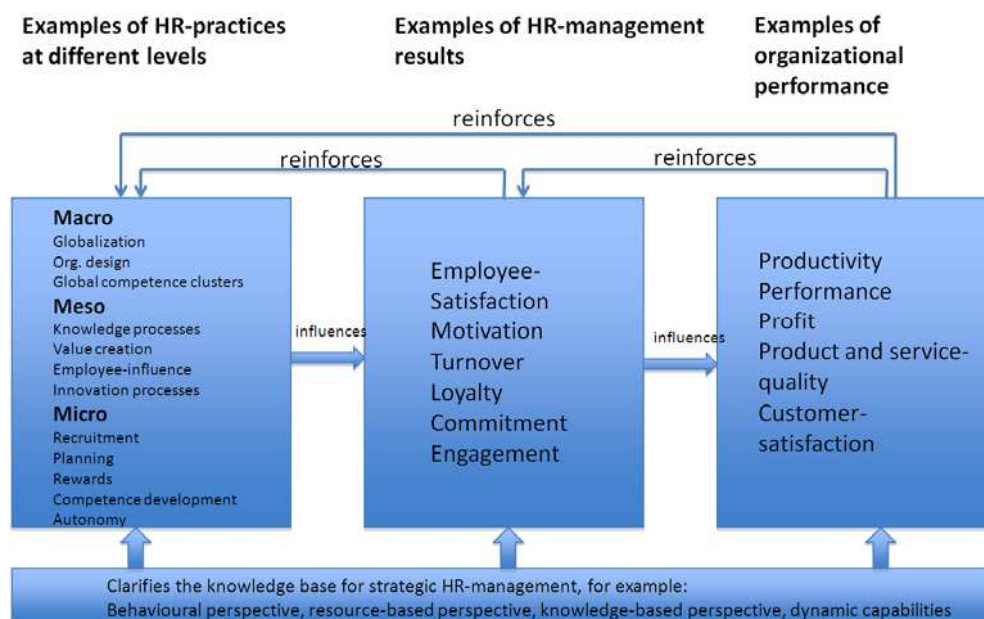 Examples of HR-practices
at different levels
Examples of HR-management
results
Examples of
organizational
performance
reinforces
reinforces
reinforces
Macro
Globalization
Org. design
Global competence clusters
Meso
Knowledge processes
Value creation
Employee-influence
Innovation processes
Micro
Recruitment
Planning
Rewards
Competence development
Autonomy
influences
Employee-
Satisfaction
Motivation
Turnover
Loyalty
Commitment
Engagement
influences
Productivity
Performance
Profit
Product and service-
quality
Customer-
satisfaction
Clarifies the knowledge base for strategic HR-management, for example:
Behavioural perspective, resource-based perspective, knowledge-based perspective, dynamic capabilities